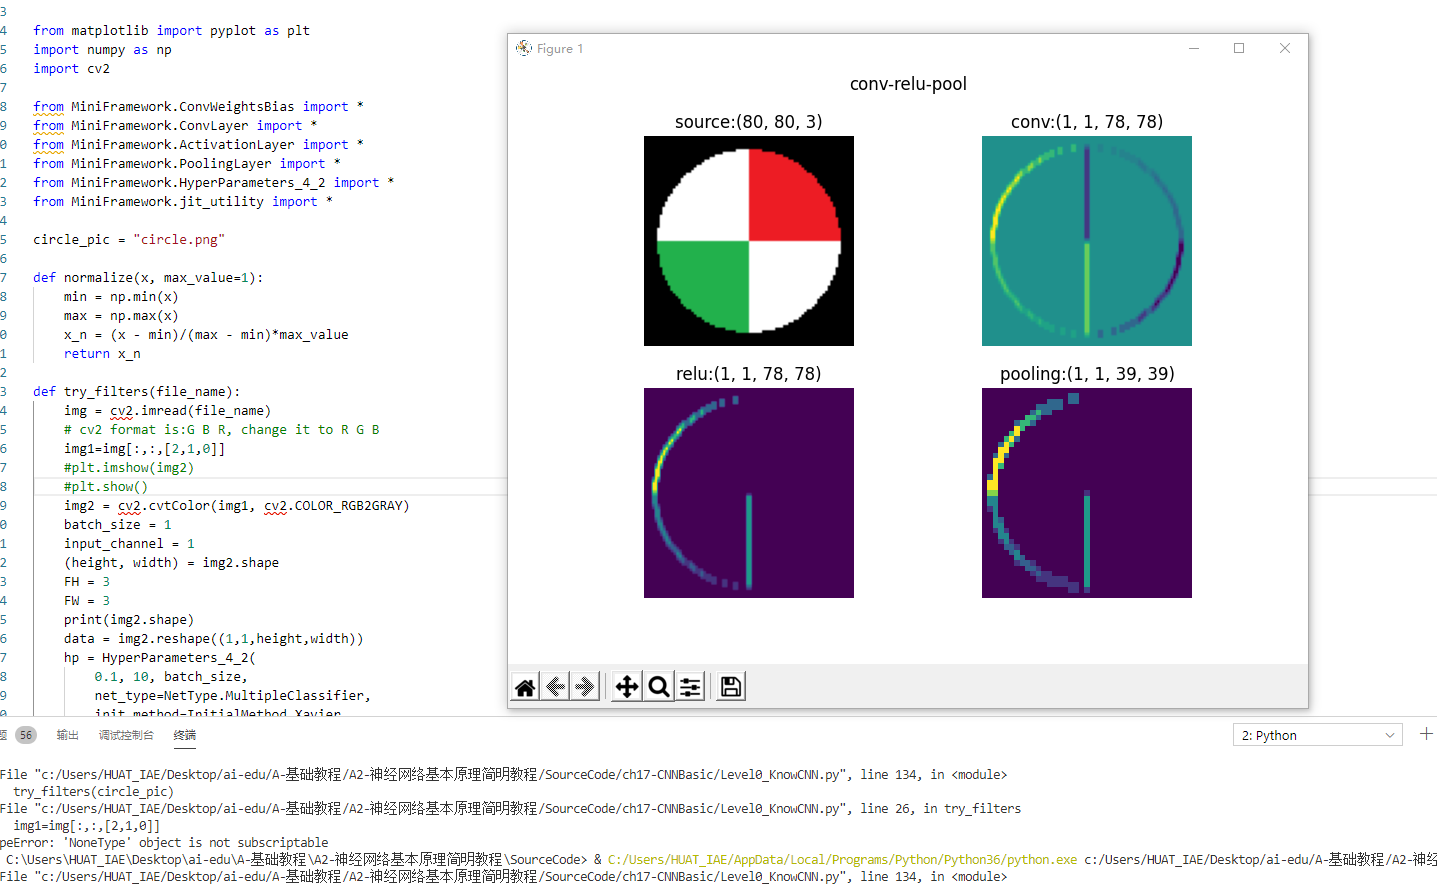 3
4 from matplotlib import pyplot as plt
5 import numpy as np
6 import cv2
7
8 from MiniFramework.ConvWeightsBias import *
9 from MiniFramework.ConvLayer import *
0 from MiniFramework.ActivationLayer import *
1 from MiniFramework.PoolingLayer import *
2 from MiniFramework.HyperParameters_4_2 import *
3 from MiniFramework.jit_utility import *
4
5 circle_pic = "circle.png"
6
7 def normalize(x, max_value=1):
8 min = np.min(x)
9 max = np.max(x)
0 x_n = (x - min)/(max - min)*max_value
1 return x_n
2
3 def try_filters(file_name):
4 img = cv2.imread(file_name)
5 # cv2 format is:G B R, change it to R G B
6 img1=img[:,:,[2,1,0]]
7 #plt.imshow(img2)
8 #plt.show()
9 img2 = cv2.cvtColor(img1, cv2.COLOR_RGB2GRAY)
0 batch_size = 1
1 input_channel = 1
2 (height, width) = img2.shape
3 FH = 3
4 FW = 3
5 print(img2.shape)
6 data = img2.reshape((1,1,height,width))
7 hp = HyperParameters_4_2(
8 0.1, 10, batch_size,
9 net_type=NetType.MultipleClassifier,
0 init_method=InitialMethod.Xavier,
Figure 1
conv-relu-pool
source:(80, 80, 3)
conv:(1, 1, 78, 78)
relu:(1, 1, 78, 78)
pooling:(1, 1, 39, 39)
题 56 输出 调试控制台 终端 2: Python
File "c:/Users/HUAT_IAE/Desktop/ai-edu/A-基础教程/A2-神经网络基本原理简明教程/SourceCode/ch17-CNNBasic/Level0_KnowCNN.py", line 134, in <module>
try_filters(circle_pic)
File "c:/Users/HUAT_IAE/Desktop/ai-edu/A-基础教程/A2-神经网络基本原理简明教程/SourceCode/ch17-CNNBasic/Level0_KnowCNN.py", line 26, in try_filters
img1=img[:,:,[2,1,0]]
peError: 'NoneType' object is not subscriptable
C:\Users\HUAT_IAE\Desktop\ai-edu\A-基础教程\A2-神经网络基本原理简明教程\SourceCode> & C:/Users/HUAT_IAE/AppData/Local/Programs/Python/Python36/python.exe c:/Users/HUAT_IAE/Desktop/ai-edu/A-基础教程/A2-神经
File "c:/Users/HUAT_IAE/Desktop/ai-edu/A-基础教程/A2-神经网络基本原理简明教程/SourceCode/ch17-CNNBasic/Level0_KnowCNN.py", line 134, in <module>